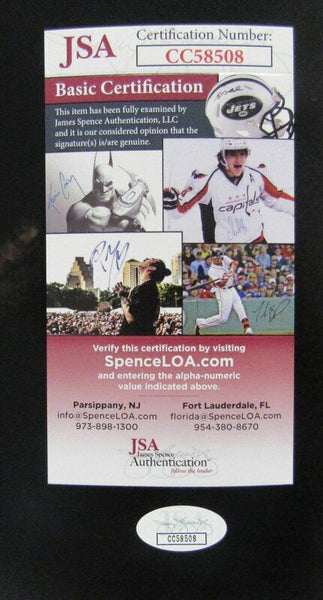 JSA
Certification Number:
CC58508
Basic Certification
This item has been fully examined by
James Spence Authentication, LLC
and it is our considered opinion that the
signature(s) is/are genuine.
JETS
capitals
Verify this certification by visiting
SpenceLOA.com
and entering the alpha-numeric
value indicated above.
Parsippany, NJ
info@SpenceLOA.com
973-898-1300
Fort Lauderdale, FL
florida@SpenceLOA.com
954-380-8670
JSA
James Spence
Authentication
follow the leader
CC58508